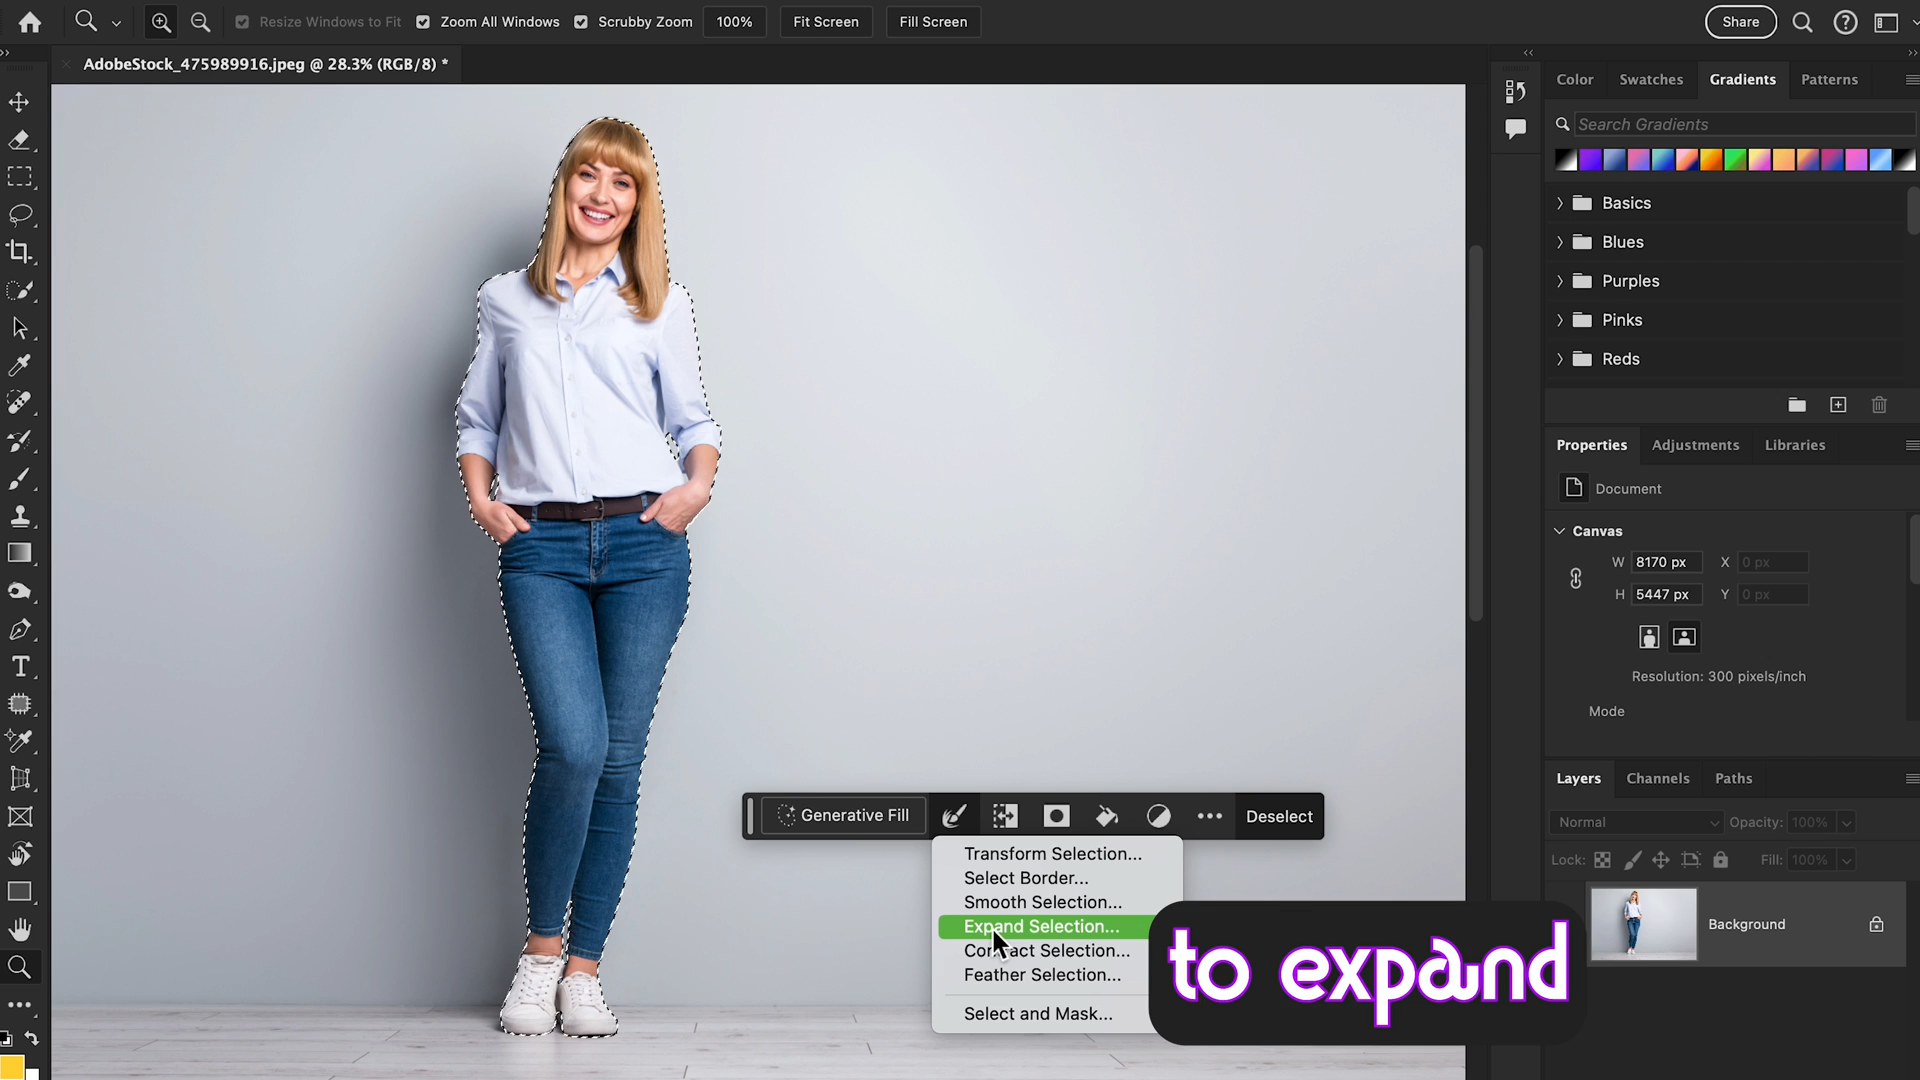 Resize Windows to Fit Zoom All Windows Scrubby Zoom 100% Fit Screen Fill Screen Share
AdobeStock_475989916.jpeg @ 28.3% (RGB/8) *
Color Swatches Gradients Patterns
Search Gradients
Basics
Blues
Purples
Pinks
Reds
Properties Adjustments Libraries
Document
Canvas
W 8170 px X 0 px
H 5447 px Y 0 px
Resolution: 300 pixels/inch
Mode
Layers Channels Paths
Normal Opacity: 100%
Lock: Fill: 100%
Background
Generative Fill Deselect
Transform Selection...
Select Border...
Smooth Selection...
Expand Selection...
Contract Selection...
Feather Selection...
Select and Mask...
to expand